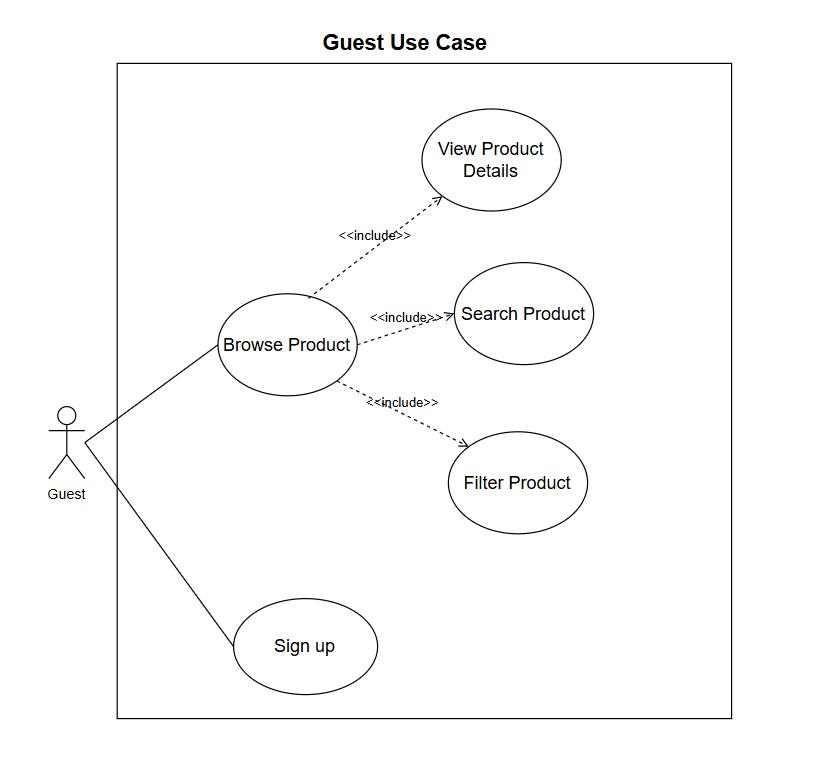 Guest Use Case
View Product
Details
<<include>>
<<include>>
Search Product
Browse Product
<<include>>
Filter Product
Guest
Sign up